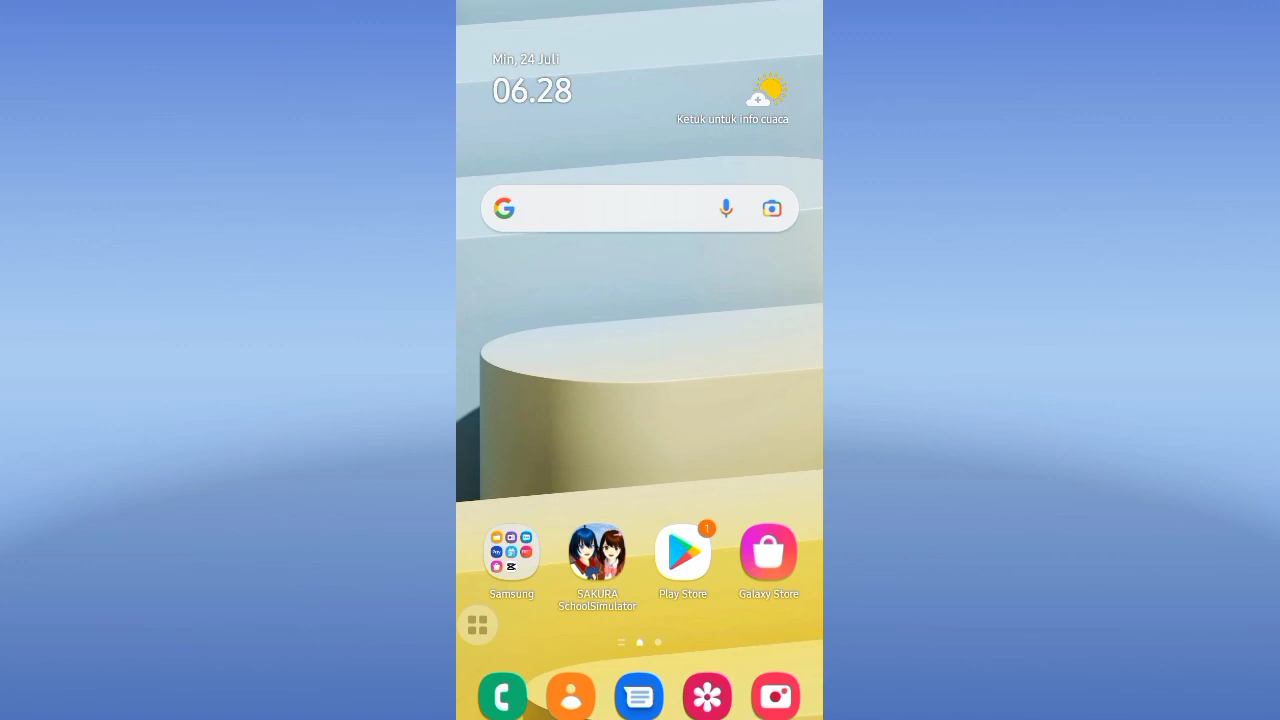 Min, 24 Juli
06.28
Ketuk untuk info cuaca
1
Samsung
SAKURA
SchoolSimulator
Play Store
Galaxy Store